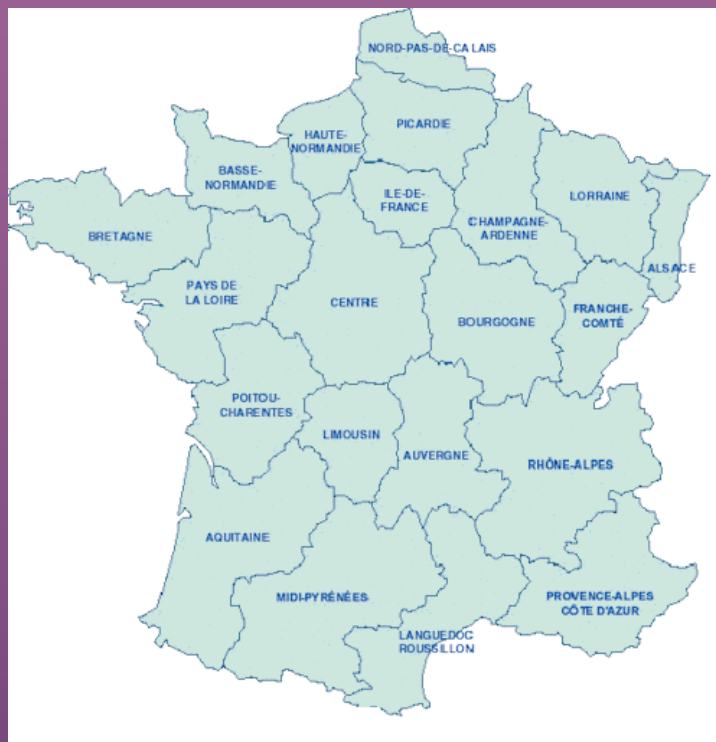 NORD-PAS-DE-CALAIS
PICARDIE
HAUTE-
NORMANDIE
BASSE-
NORMANDIE
ILE-DE-
FRANCE
LORRAINE
CHAMPAGNE-
ARDENNE
BRETAGNE
ALSACE
PAYS DE
LA LOIRE
CENTRE
BOURGOGNE
FRANCHE-
COMTÉ
POITOU-
CHARENTES
LIMOUSIN
AUVERGNE
RHÔNE-ALPES
AQUITAINE
MIDI-PYRÉNÉES
PROVENCE-ALPES
CÔTE D'AZUR
LANGUEDOC
ROUSSILLON